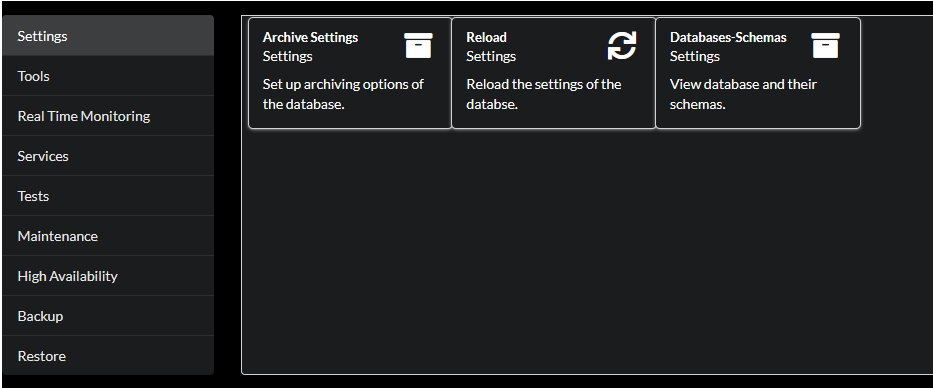 Settings
Tools
Real Time Monitoring
Services
Tests
Maintenance
High Availability
Backup
Restore
Archive Settings
Settings
Set up archiving options of
the database.
Reload
Settings
Reload the settings of the
databse.
Databases-Schemas
Settings
View database and their
schemas.